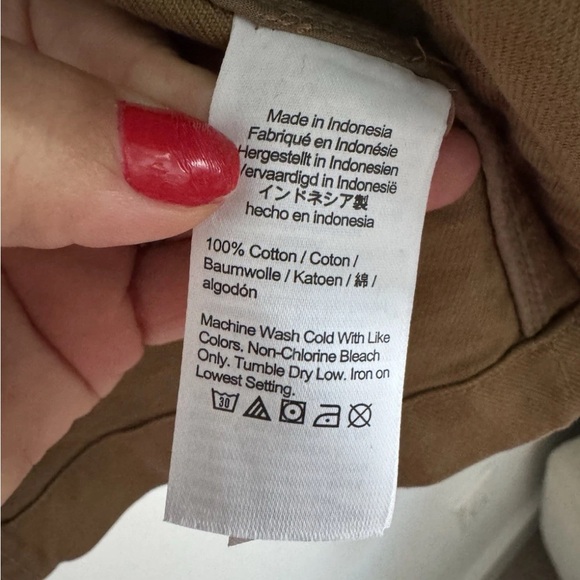 Made in Indonesia
Fabriqué en Indonésie
Hergestellt in Indonesien
Vervaardigd in Indonesië
インドネシア製
hecho en indonesia
100% Cotton / Coton /
Baumwolle / Katoen / 綿 /
algodón
Machine Wash Cold With Like
Colors. Non-Chlorine Bleach
Only. Tumble Dry Low. Iron on
Lowest Setting.
30